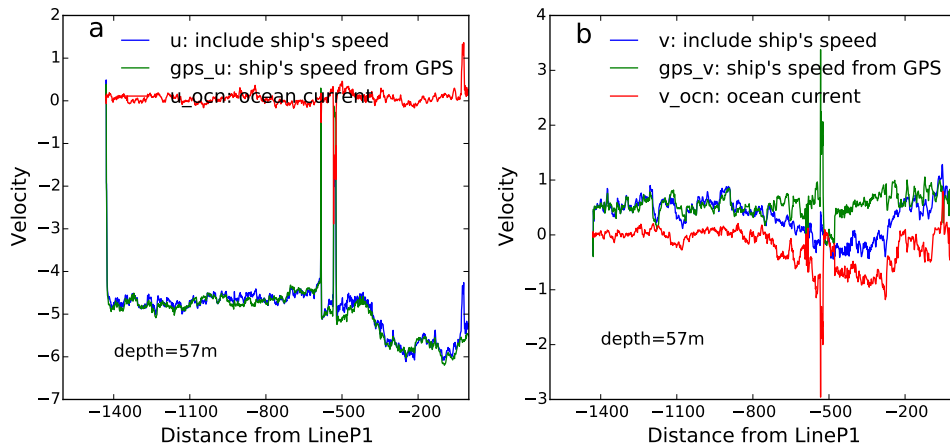 a
u: include ship's speed
gps_u: ship's speed from GPS
u_ocn: ocean current
2
1
0
−1
−2
−3
−4
−5
−6
−7
Velocity
depth=57m
−1400
−1100
−800
−500
−200
Distance from LineP1
b
v: include ship's speed
gps_v: ship's speed from GPS
v_ocn: ocean current
4
3
2
1
0
−1
−2
−3
Velocity
depth=57m
−1400
−1100
−800
−500
−200
Distance from LineP1